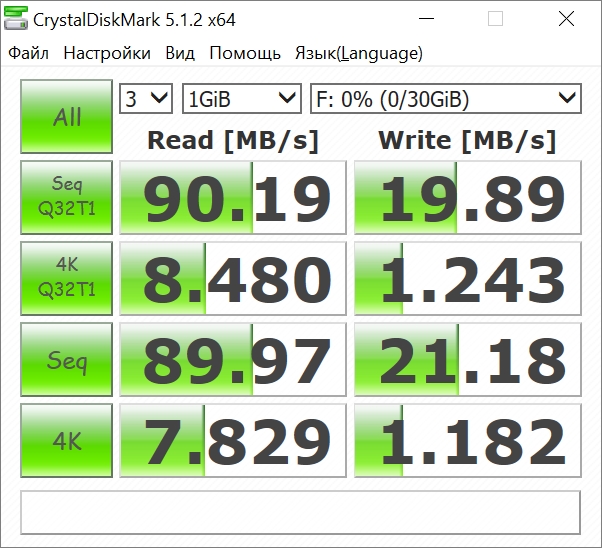 CrystalDiskMark 5.1.2 x64
Файл Настройки Вид Помощь Язык(Language)
All 3 1GiB F: 0% (0/30GiB)
Read [MB/s] Write [MB/s]
Seq
Q32T1 90.19 19.89
4K
Q32T1 8.480 1.243
Seq 89.97 21.18
4K 7.829 1.182